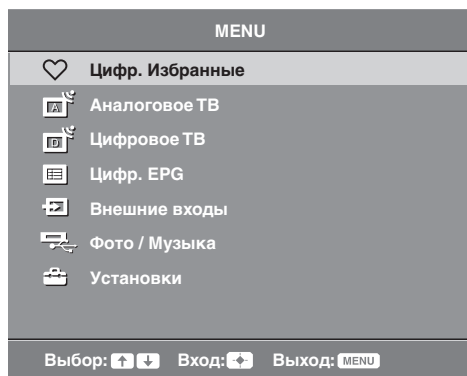 MENU
Цифр. Избранные
Аналоговое ТВ
Цифровое ТВ
Цифр. EPG
Внешние входы
Фото / Музыка
Установки
Выбор: Вход: Выход: MENU